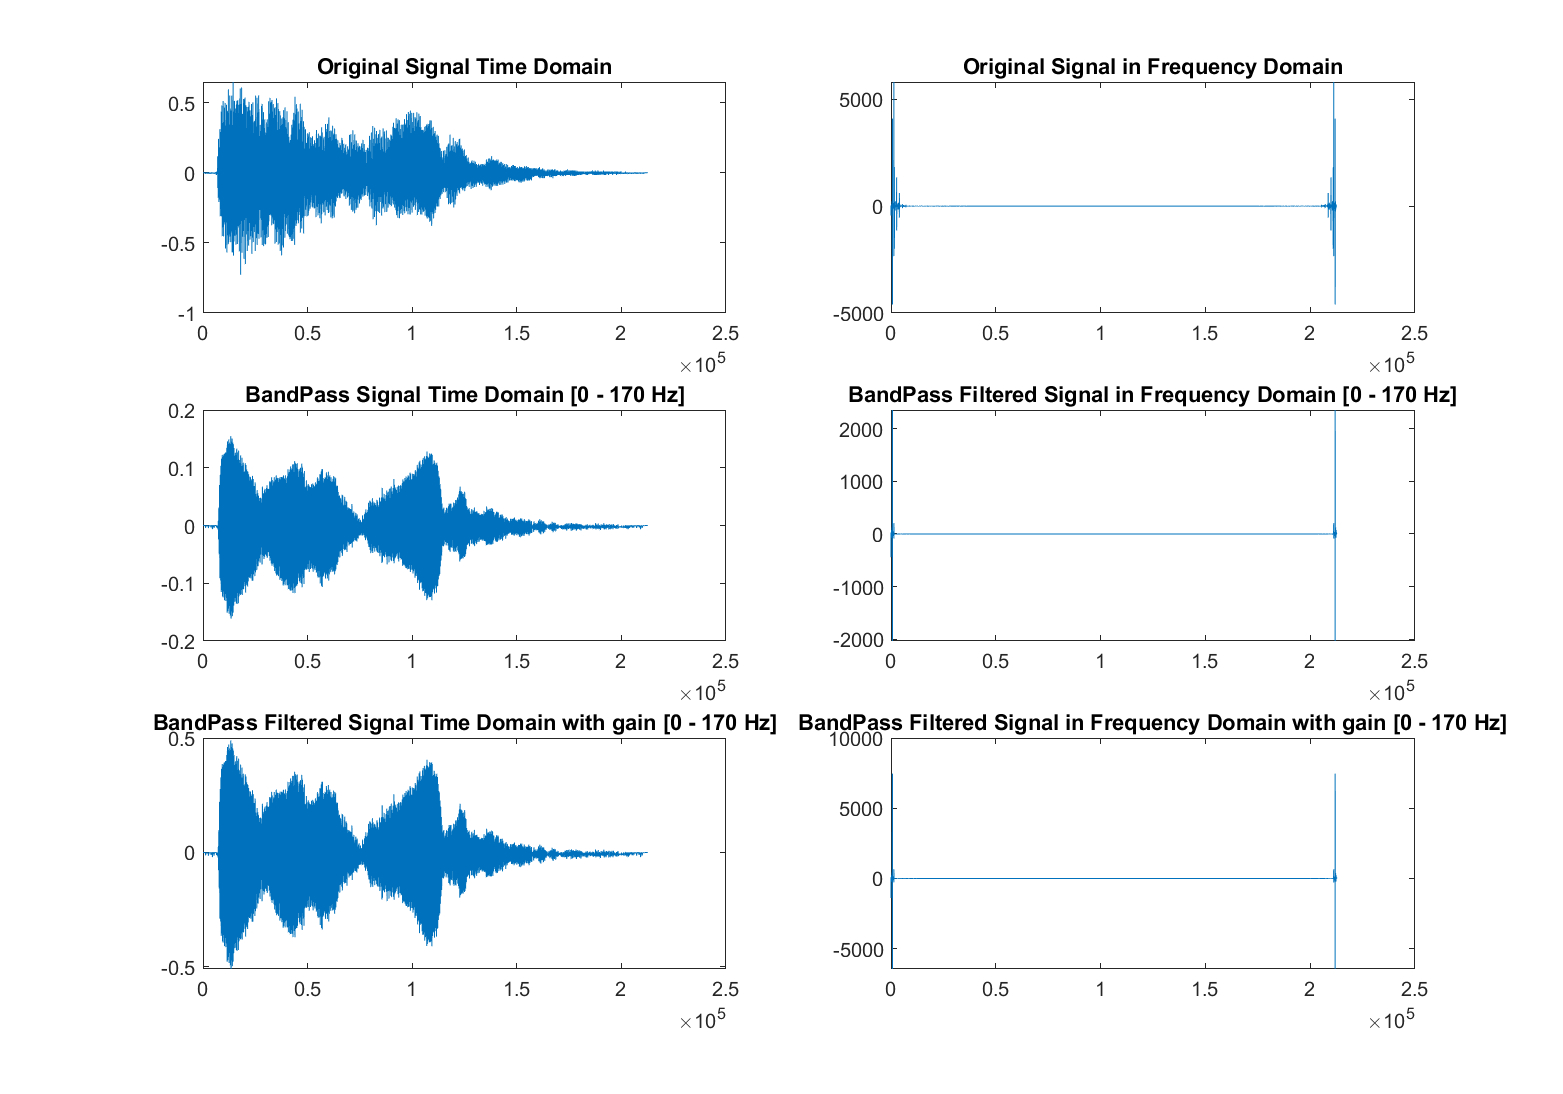 Original Signal Time Domain
0.5
0
-0.5
-1
0 0.5 1 1.5 2 2.5
×10^5
Original Signal in Frequency Domain
5000
0
-5000
0 0.5 1 1.5 2 2.5
×10^5
BandPass Signal Time Domain [0 - 170 Hz]
0.2
0.1
0
-0.1
-0.2
0 0.5 1 1.5 2 2.5
×10^5
BandPass Filtered Signal in Frequency Domain [0 - 170 Hz]
2000
1000
0
-1000
-2000
0 0.5 1 1.5 2 2.5
×10^5
BandPass Filtered Signal Time Domain with gain [0 - 170 Hz]
0.5
0
-0.5
0 0.5 1 1.5 2 2.5
×10^5
BandPass Filtered Signal in Frequency Domain with gain [0 - 170 Hz]
10000
5000
0
-5000
0 0.5 1 1.5 2 2.5
×10^5